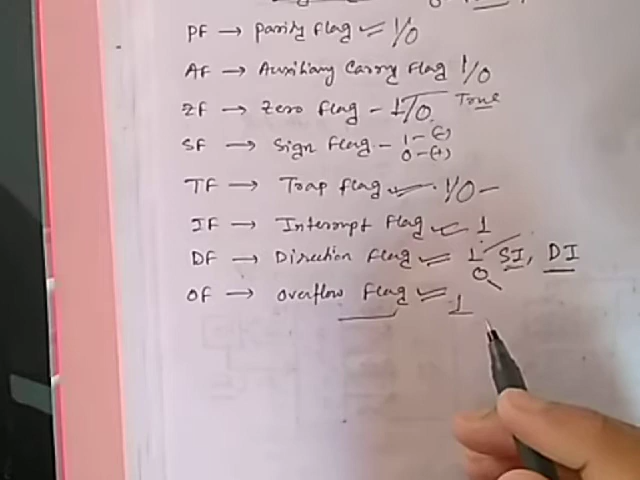 PF → Parity Flag = 1/0
AF → Auxiliary Carry Flag 1/0
ZF → Zero Flag - 1/0. True
SF → Sign Flag - 1-(-)
0-(+)
TF → Trap Flag 1/0 -
IF → Interrupt Flag 1
DF → Direction Flag = 1 SI, DI
0
OF → Overflow Flag = 1